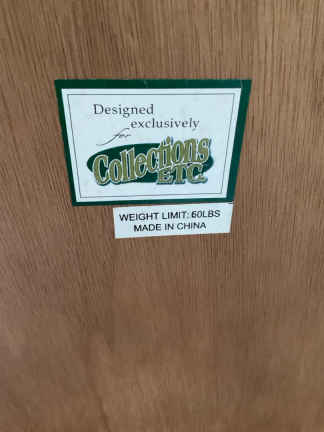 Designed
exclusively
for
Collections
ETC.
WEIGHT LIMIT: 60LBS
MADE IN CHINA